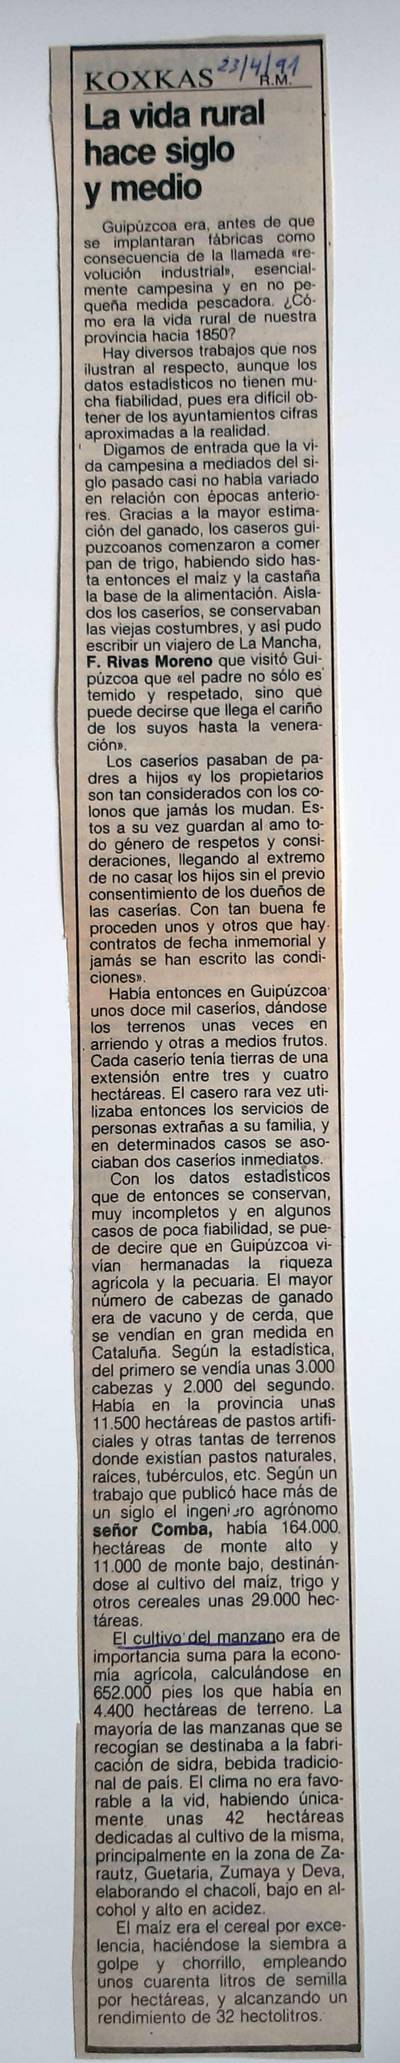 23/4/91
KOXKAS
R.M.
La vida rural
hace siglo
y medio
Guipúzcoa era, antes de que
se implantaran fábricas como
consecuencia de la llamada «re-
volución industrial», esencial-
mente campesina y en no pe-
queña medida pescadora. ¿Có-
mo era la vida rural de nuestra
provincia hacia 1850?
Hay diversos trabajos que nos
ilustran al respecto, aunque los
datos estadísticos no tienen mu-
cha fiabilidad, pues era difícil ob-
tener de los ayuntamientos cifras
aproximadas a la realidad.
Digamos de entrada que la vi-
da campesina a mediados del si-
glo pasado casi no había variado
en relación con épocas anterio-
res. Gracias a la mayor estima-
ción del ganado, los caseros gui-
puzcoanos comenzaron a comer
pan de trigo, habiendo sido has-
ta entonces el maíz y la castaña
la base de la alimentación. Aisla-
dos los caseríos, se conservaban
las viejas costumbres, y así pudo
escribir un viajero de La Mancha,
F. Rivas Moreno que visitó Gui-
púzcoa que «el padre no sólo es
temido y respetado, sino que
puede decirse que llega el cariño
de los suyos hasta la venera-
ción».
Los caseríos pasaban de pa-
dres a hijos «y los propietarios
son tan considerados con los co-
lonos que jamás los mudan. Es-
tos a su vez guardan al amo to-
do género de respetos y consi-
deraciones, llegando al extremo
de no casar los hijos sin el previo
consentimiento de los dueños de
las caserías. Con tan buena fe
proceden unos y otros que hay
contratos de fecha inmemorial y
jamás se han escrito las condi-
ciones».
Había entonces en Guipúzcoa
unos doce mil caseríos, dándose
los terrenos unas veces en
arriendo y otras a medios frutos.
Cada caserío tenía tierras de una
extensión entre tres y cuatro
hectáreas. El casero rara vez uti-
lizaba entonces los servicios de
personas extrañas a su familia, y
en determinados casos se aso-
ciaban dos caseríos inmediatos.
Con los datos estadísticos
que de entonces se conservan,
muy incompletos y en algunos
casos de poca fiabilidad, se pue-
de decire que en Guipúzcoa vi-
vían hermanadas la riqueza
agrícola y la pecuaria. El mayor
número de cabezas de ganado
era de vacuno y de cerda, que
se vendían en gran medida en
Cataluña. Según la estadística,
del primero se vendía unas 3.000
cabezas y 2.000 del segundo.
Había en la provincia unas
11.500 hectáreas de pastos artifi-
ciales y otras tantas de terrenos
donde existían pastos naturales,
raíces, tubérculos, etc. Según un
trabajo que publicó hace más de
un siglo el ingeniero agrónomo
señor Comba, había 164.000
hectáreas de monte alto y
11.000 de monte bajo, destinán-
dose al cultivo del maíz, trigo y
otros cereales unas 29.000 hec-
táreas.
El cultivo del manzano era de
importancia suma para la econo-
mía agrícola, calculándose en
652.000 pies los que había en
4.400 hectáreas de terreno. La
mayoría de las manzanas que se
recogían se destinaba a la fabri-
cación de sidra, bebida tradicio-
nal de país. El clima no era favo-
rable a la vid, habiendo única-
mente unas 42 hectáreas
dedicadas al cultivo de la misma,
principalmente en la zona de Za-
rautz, Guetaria, Zumaya y Deva,
elaborando el chacolí, bajo en al-
cohol y alto en acidez.
El maíz era el cereal por exce-
lencia, haciéndose la siembra a
golpe y chorrillo, empleando
unos cuarenta litros de semilla
por hectáreas, y alcanzando un
rendimiento de 32 hectolitros.